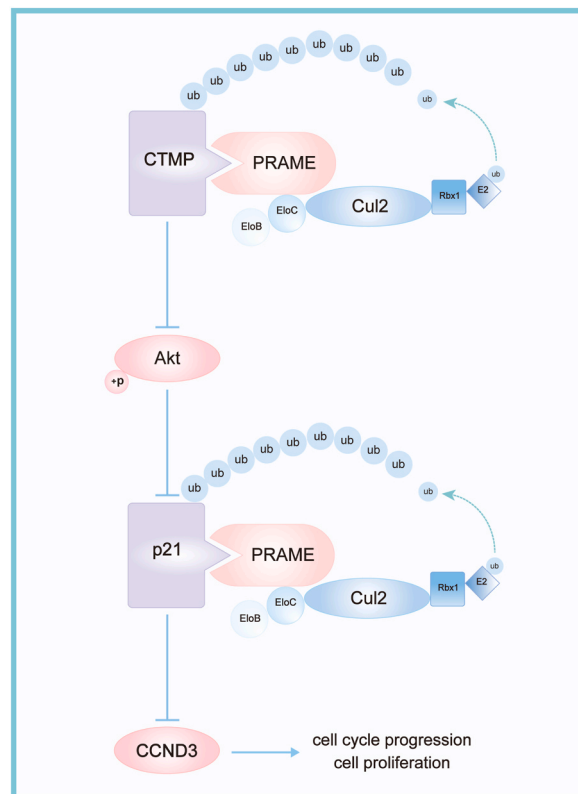 ub ub ub ub ub ub ub ub ub
ub
CTMP
PRAME
ub
E2
Rbx1
Cul2
EloC
EloB
Akt
+p
ub ub ub ub ub ub ub ub ub
ub
p21
PRAME
ub
E2
Rbx1
Cul2
EloC
EloB
CCND3
cell cycle progression
cell proliferation